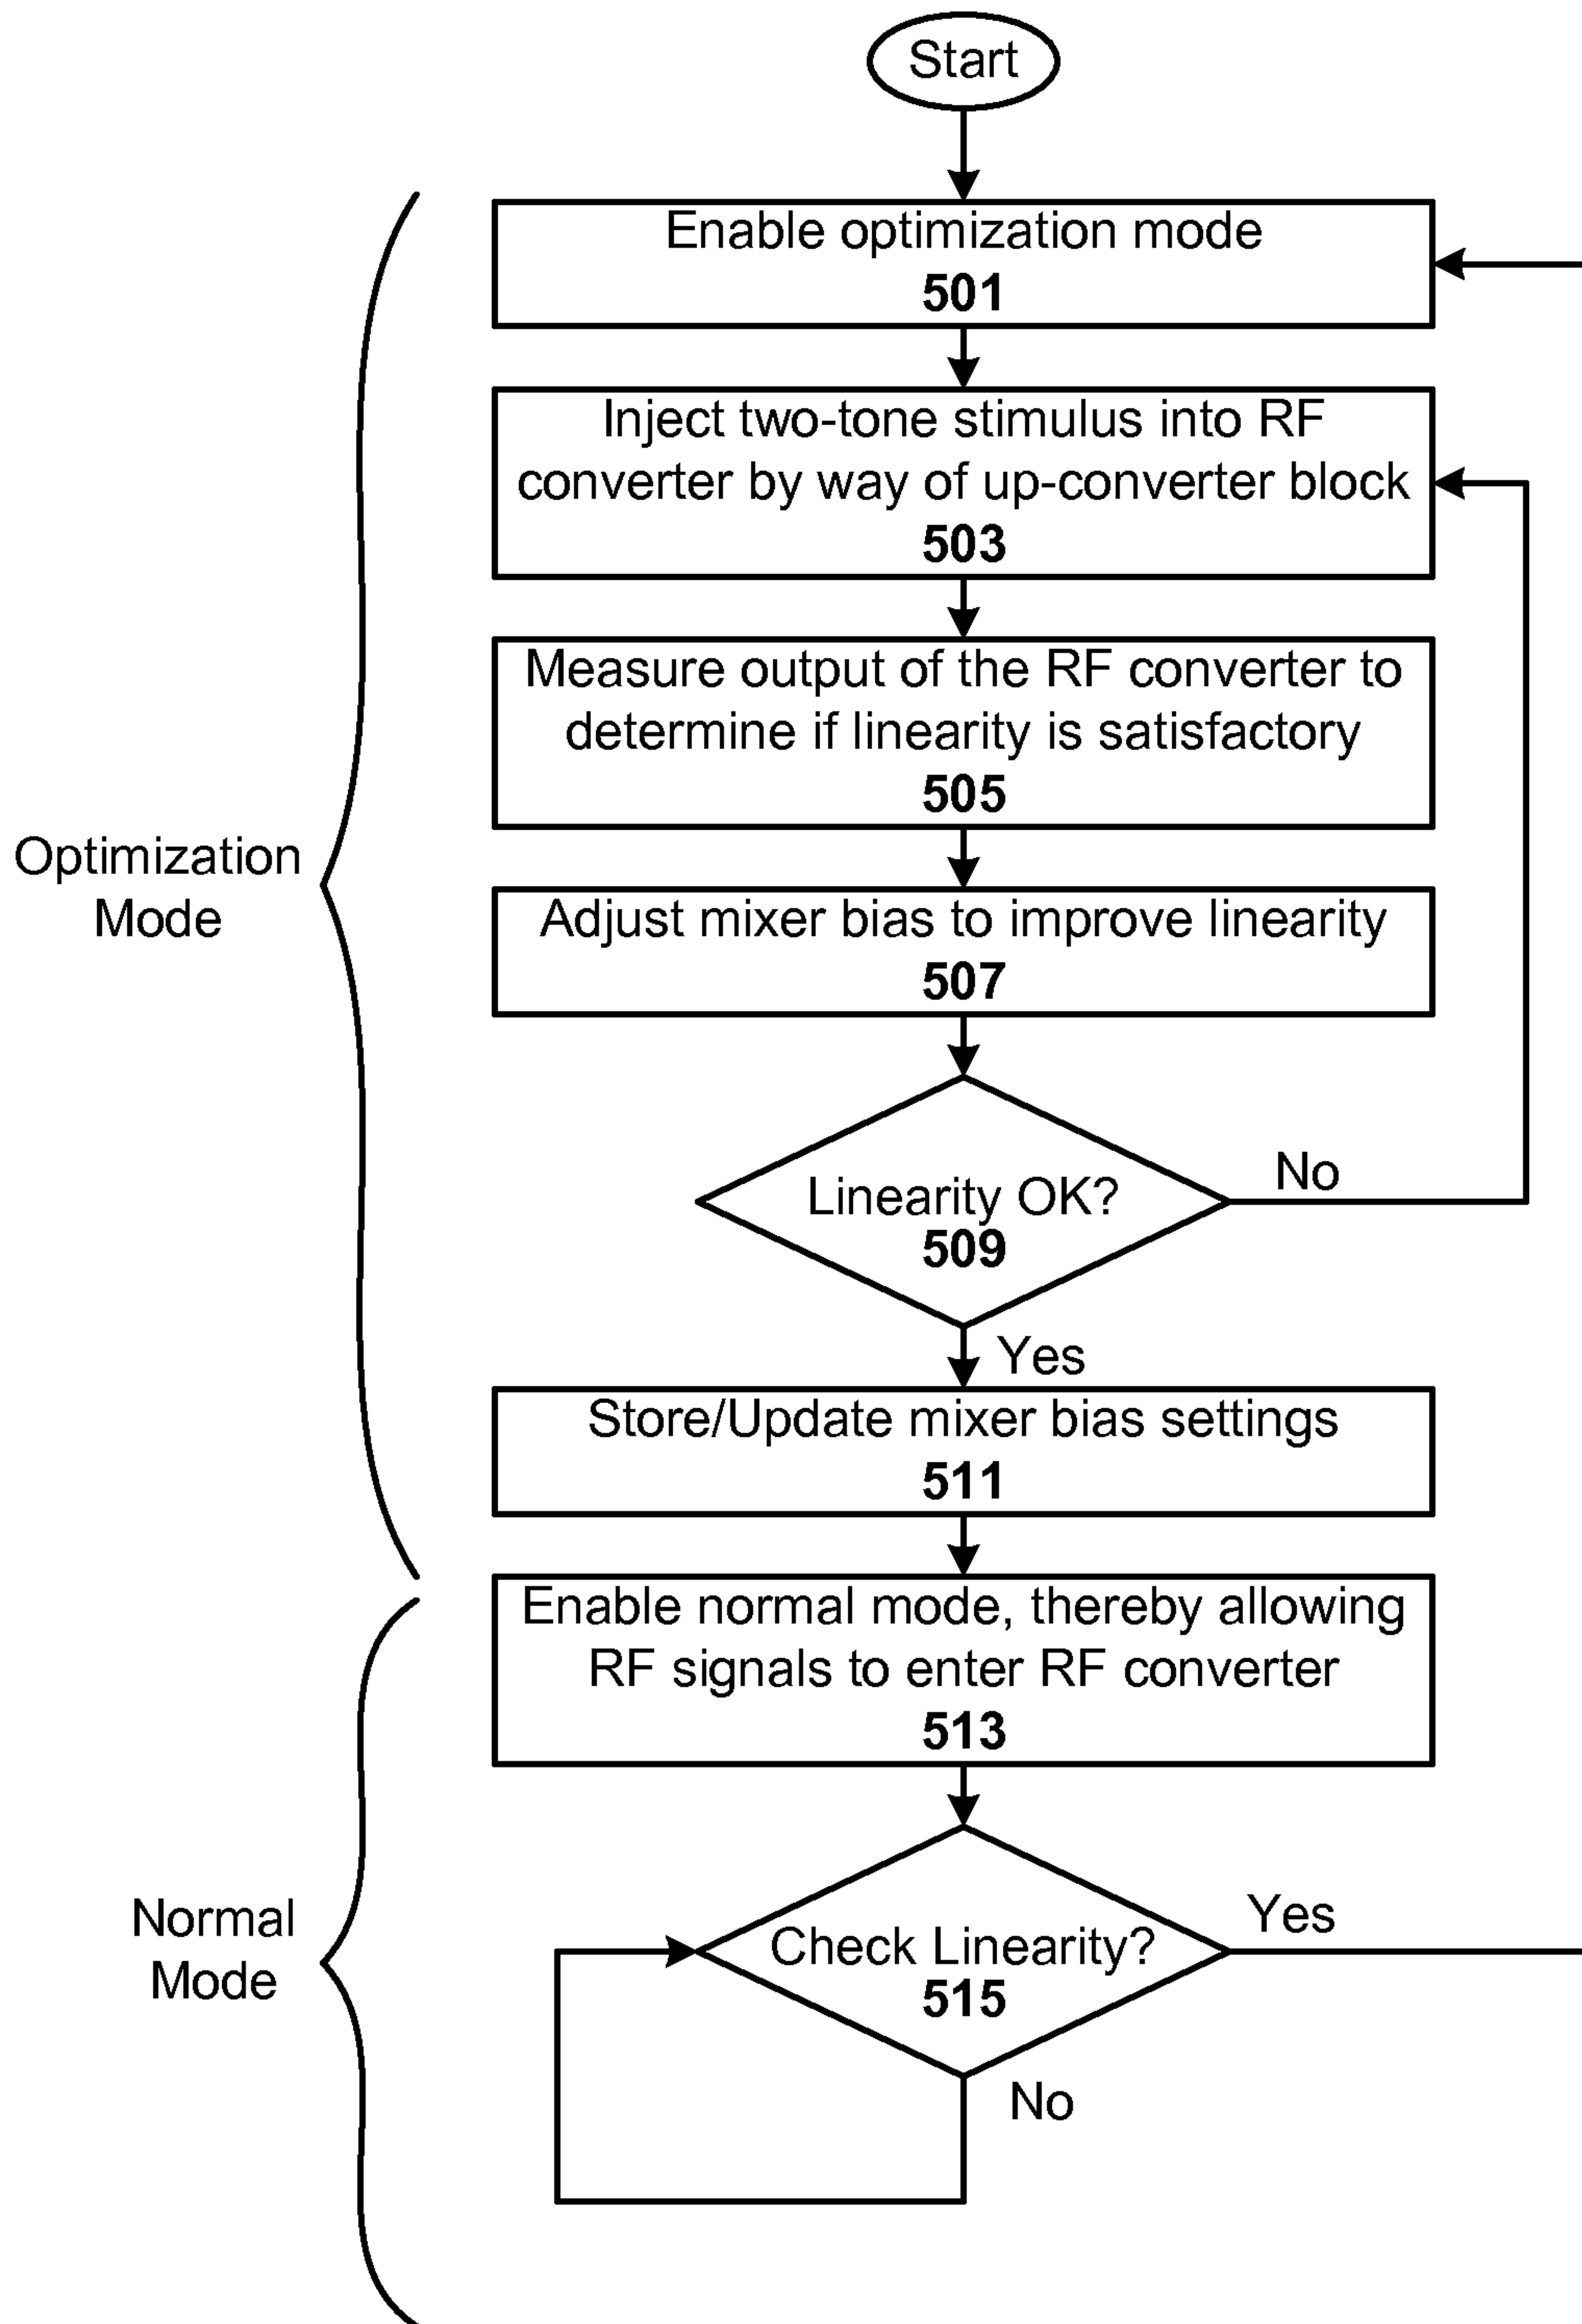 Start
Enable optimization mode
501
Inject two-tone stimulus into RF
converter by way of up-converter block
503
Measure output of the RF converter to
determine if linearity is satisfactory
505
Optimization
Mode
Adjust mixer bias to improve linearity
507
No
Linearity OK?
509
Yes
Store/Update mixer bias settings
511
Enable normal mode, thereby allowing
RF signals to enter RF converter
513
Normal
Mode
Yes
Check Linearity?
515
No